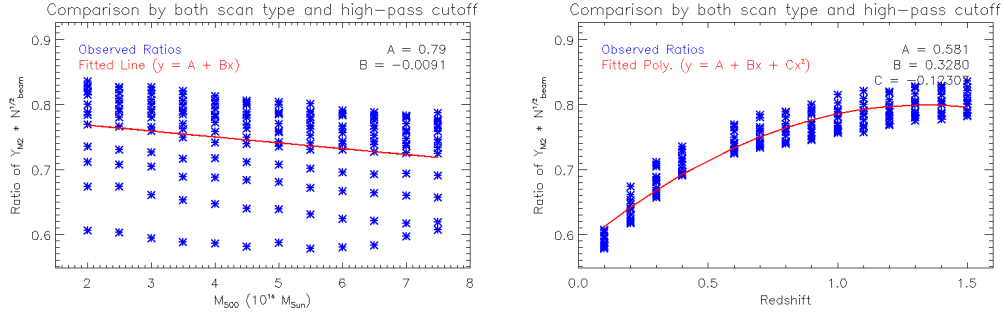 Comparison by both scan type and high-pass cutoff
Observed Ratios
A = 0.79
Fitted Line (y = A + Bx)
B = -0.0091
0.9
0.8
0.7
0.6
Ratio of Y_M2 * N^1/2_beam
2 3 4 5 6 7 8
M_500 (10^14 M_Sun)
Comparison by both scan type and high-pass cutoff
Observed Ratios
A = 0.581
Fitted Poly. (y = A + Bx + Cx²)
B = 0.3280
C = -0.12307
0.9
0.8
0.7
0.6
Ratio of Y_M2 * N^1/2_beam
0.0 0.5 1.0 1.5
Redshift